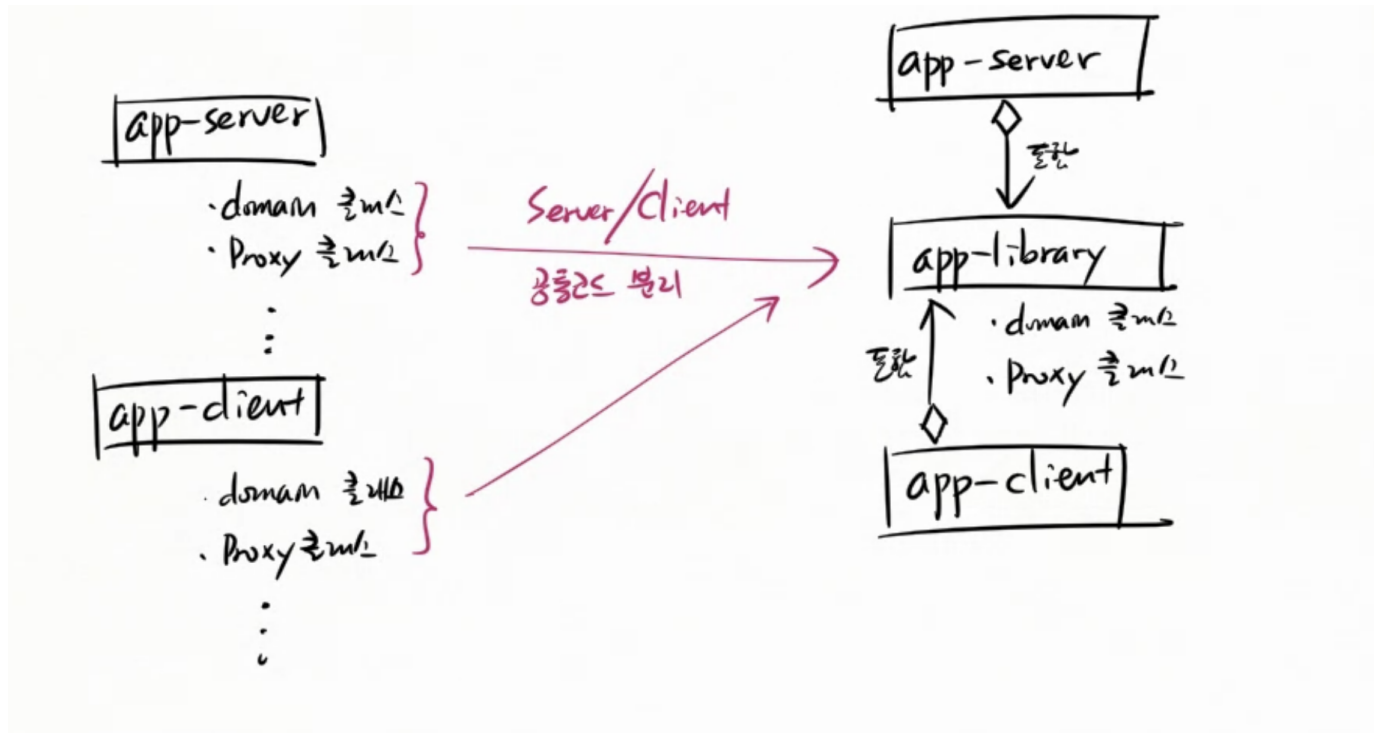 app-server
· domain 클래스
· Proxy 클래스
app-client
· domain 클래스
· Proxy 클래스
Server/Client
공통코드 분리
app-server
포함
app-library
· domain 클래스
· Proxy 클래스
포함
app-client